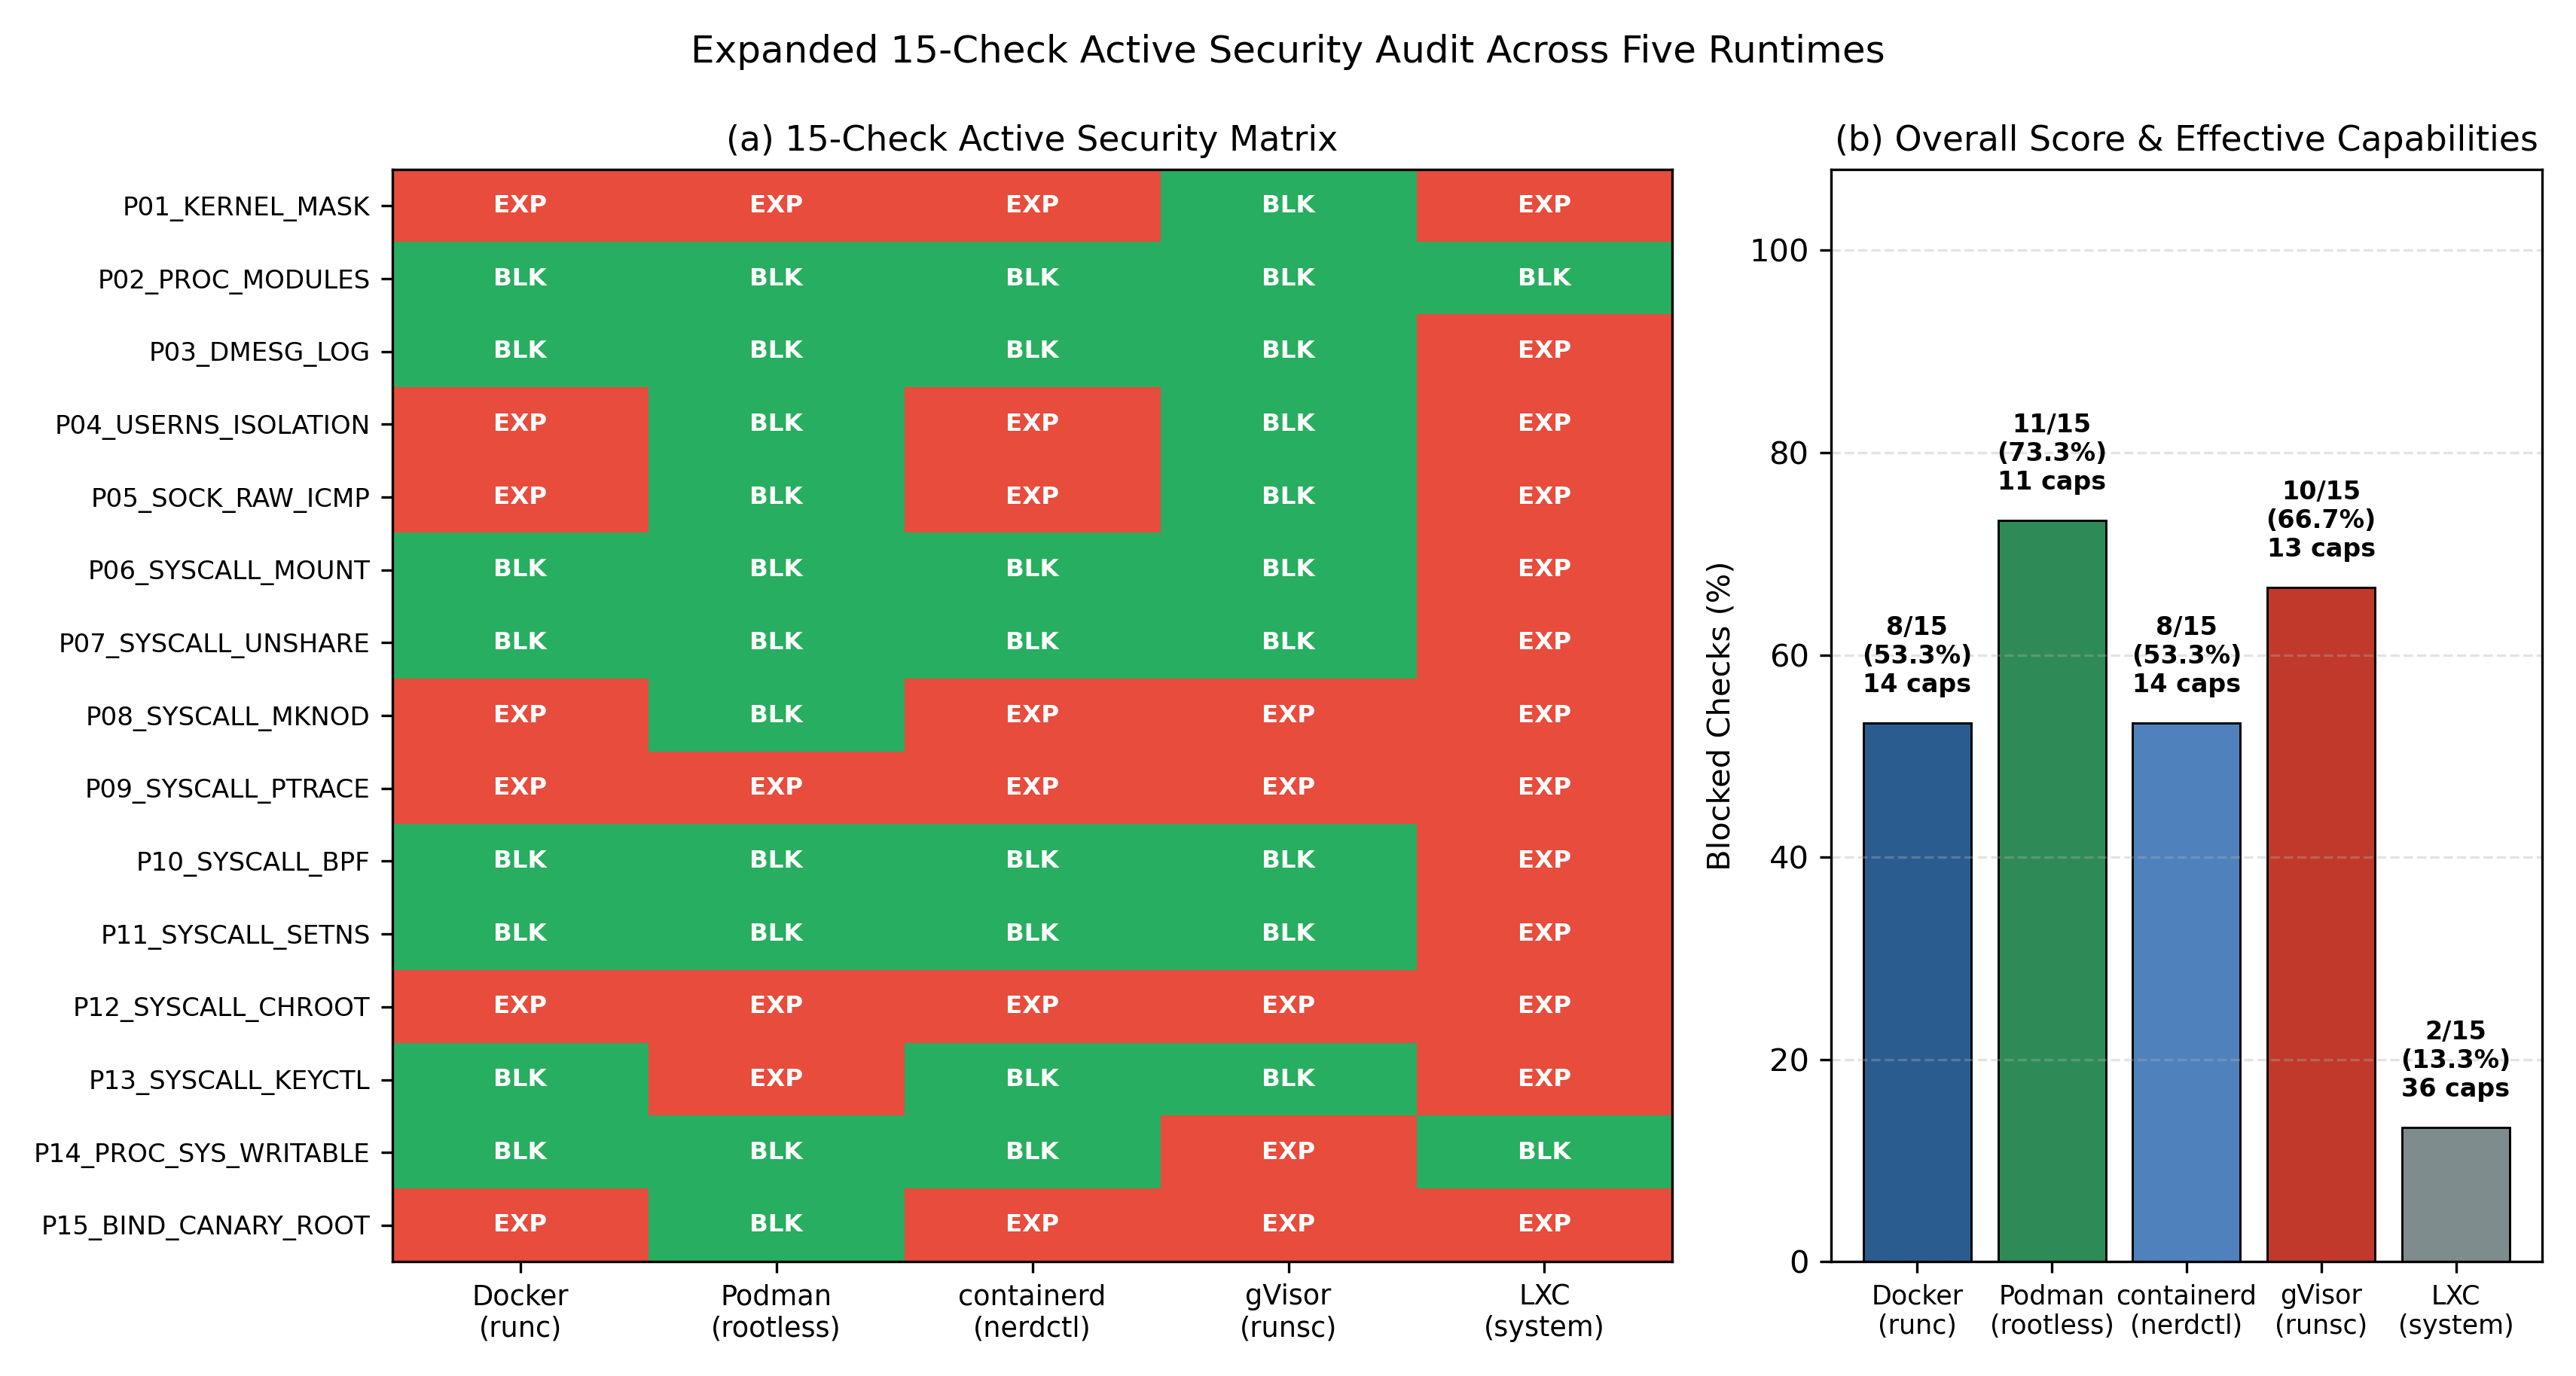 Expanded 15-Check Active Security Audit Across Five Runtimes
(a) 15-Check Active Security Matrix
P01_KERNEL_MASK EXP EXP EXP BLK EXP
P02_PROC_MODULES BLK BLK BLK BLK BLK
P03_DMESG_LOG BLK BLK BLK BLK EXP
P04_USERNS_ISOLATION EXP BLK EXP BLK EXP
P05_SOCK_RAW_ICMP EXP BLK EXP BLK EXP
P06_SYSCALL_MOUNT BLK BLK BLK BLK EXP
P07_SYSCALL_UNSHARE BLK BLK BLK BLK EXP
P08_SYSCALL_MKNOD EXP BLK EXP EXP EXP
P09_SYSCALL_PTRACE EXP EXP EXP EXP EXP
P10_SYSCALL_BPF BLK BLK BLK BLK EXP
P11_SYSCALL_SETNS BLK BLK BLK BLK EXP
P12_SYSCALL_CHROOT EXP EXP EXP EXP EXP
P13_SYSCALL_KEYCTL BLK EXP BLK BLK EXP
P14_PROC_SYS_WRITABLE BLK BLK BLK EXP BLK
P15_BIND_CANARY_ROOT EXP BLK EXP EXP EXP
Docker Podman containerd gVisor LXC
(runc) (rootless) (nerdctl) (runsc) (system)
(b) Overall Score & Effective Capabilities
Blocked Checks (%)
100
80
60
40
20
0
8/15
(53.3%)
14 caps
11/15
(73.3%)
11 caps
8/15
(53.3%)
14 caps
10/15
(66.7%)
13 caps
2/15
(13.3%)
36 caps
Docker Podman containerd gVisor LXC
(runc) (rootless) (nerdctl) (runsc) (system)